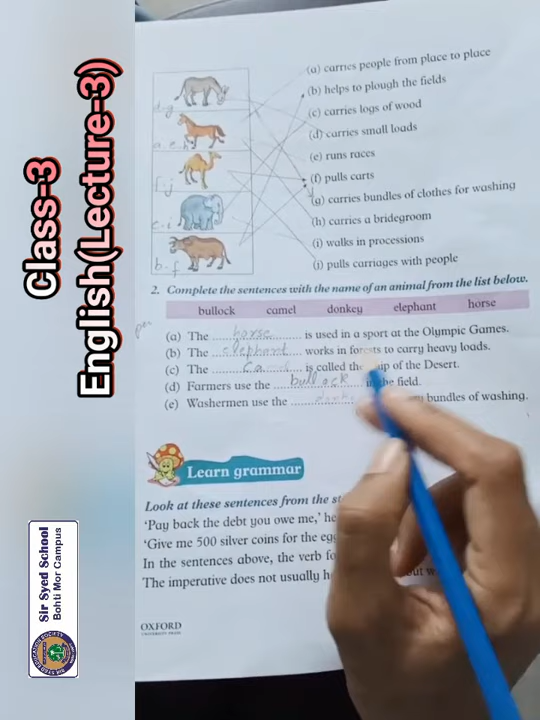 Class-3
English(Lecture-3)
Sir Syed School
Bohti Mor Campus
(a) carries people from place to place
(b) helps to plough the fields
(c) carries logs of wood
(d) carries small loads
(e) runs races
(f) pulls carts
(g) carries bundles of clothes for washing
(h) carries a bridegroom
(i) walks in processions
(j) pulls carriages with people
d-g
a. e. h
f-j
c-i
b-f
2. Complete the sentences with the name of an animal from the list below.
bullock camel donkey elephant horse
(a) The horse is used in a sport at the Olympic Games.
(b) The elephant works in forests to carry heavy loads.
(c) The is called the of the Desert.
(d) Farmers use the bullock in the field.
(e) Washermen use the bundles of washing.
Learn grammar
Look at these sentences from the
'Pay back the debt you owe me,'
'Give me 500 silver coins for the
In the sentences above, the verb
The imperative does not usually
OXFORD
UNIVERSITY PRESS